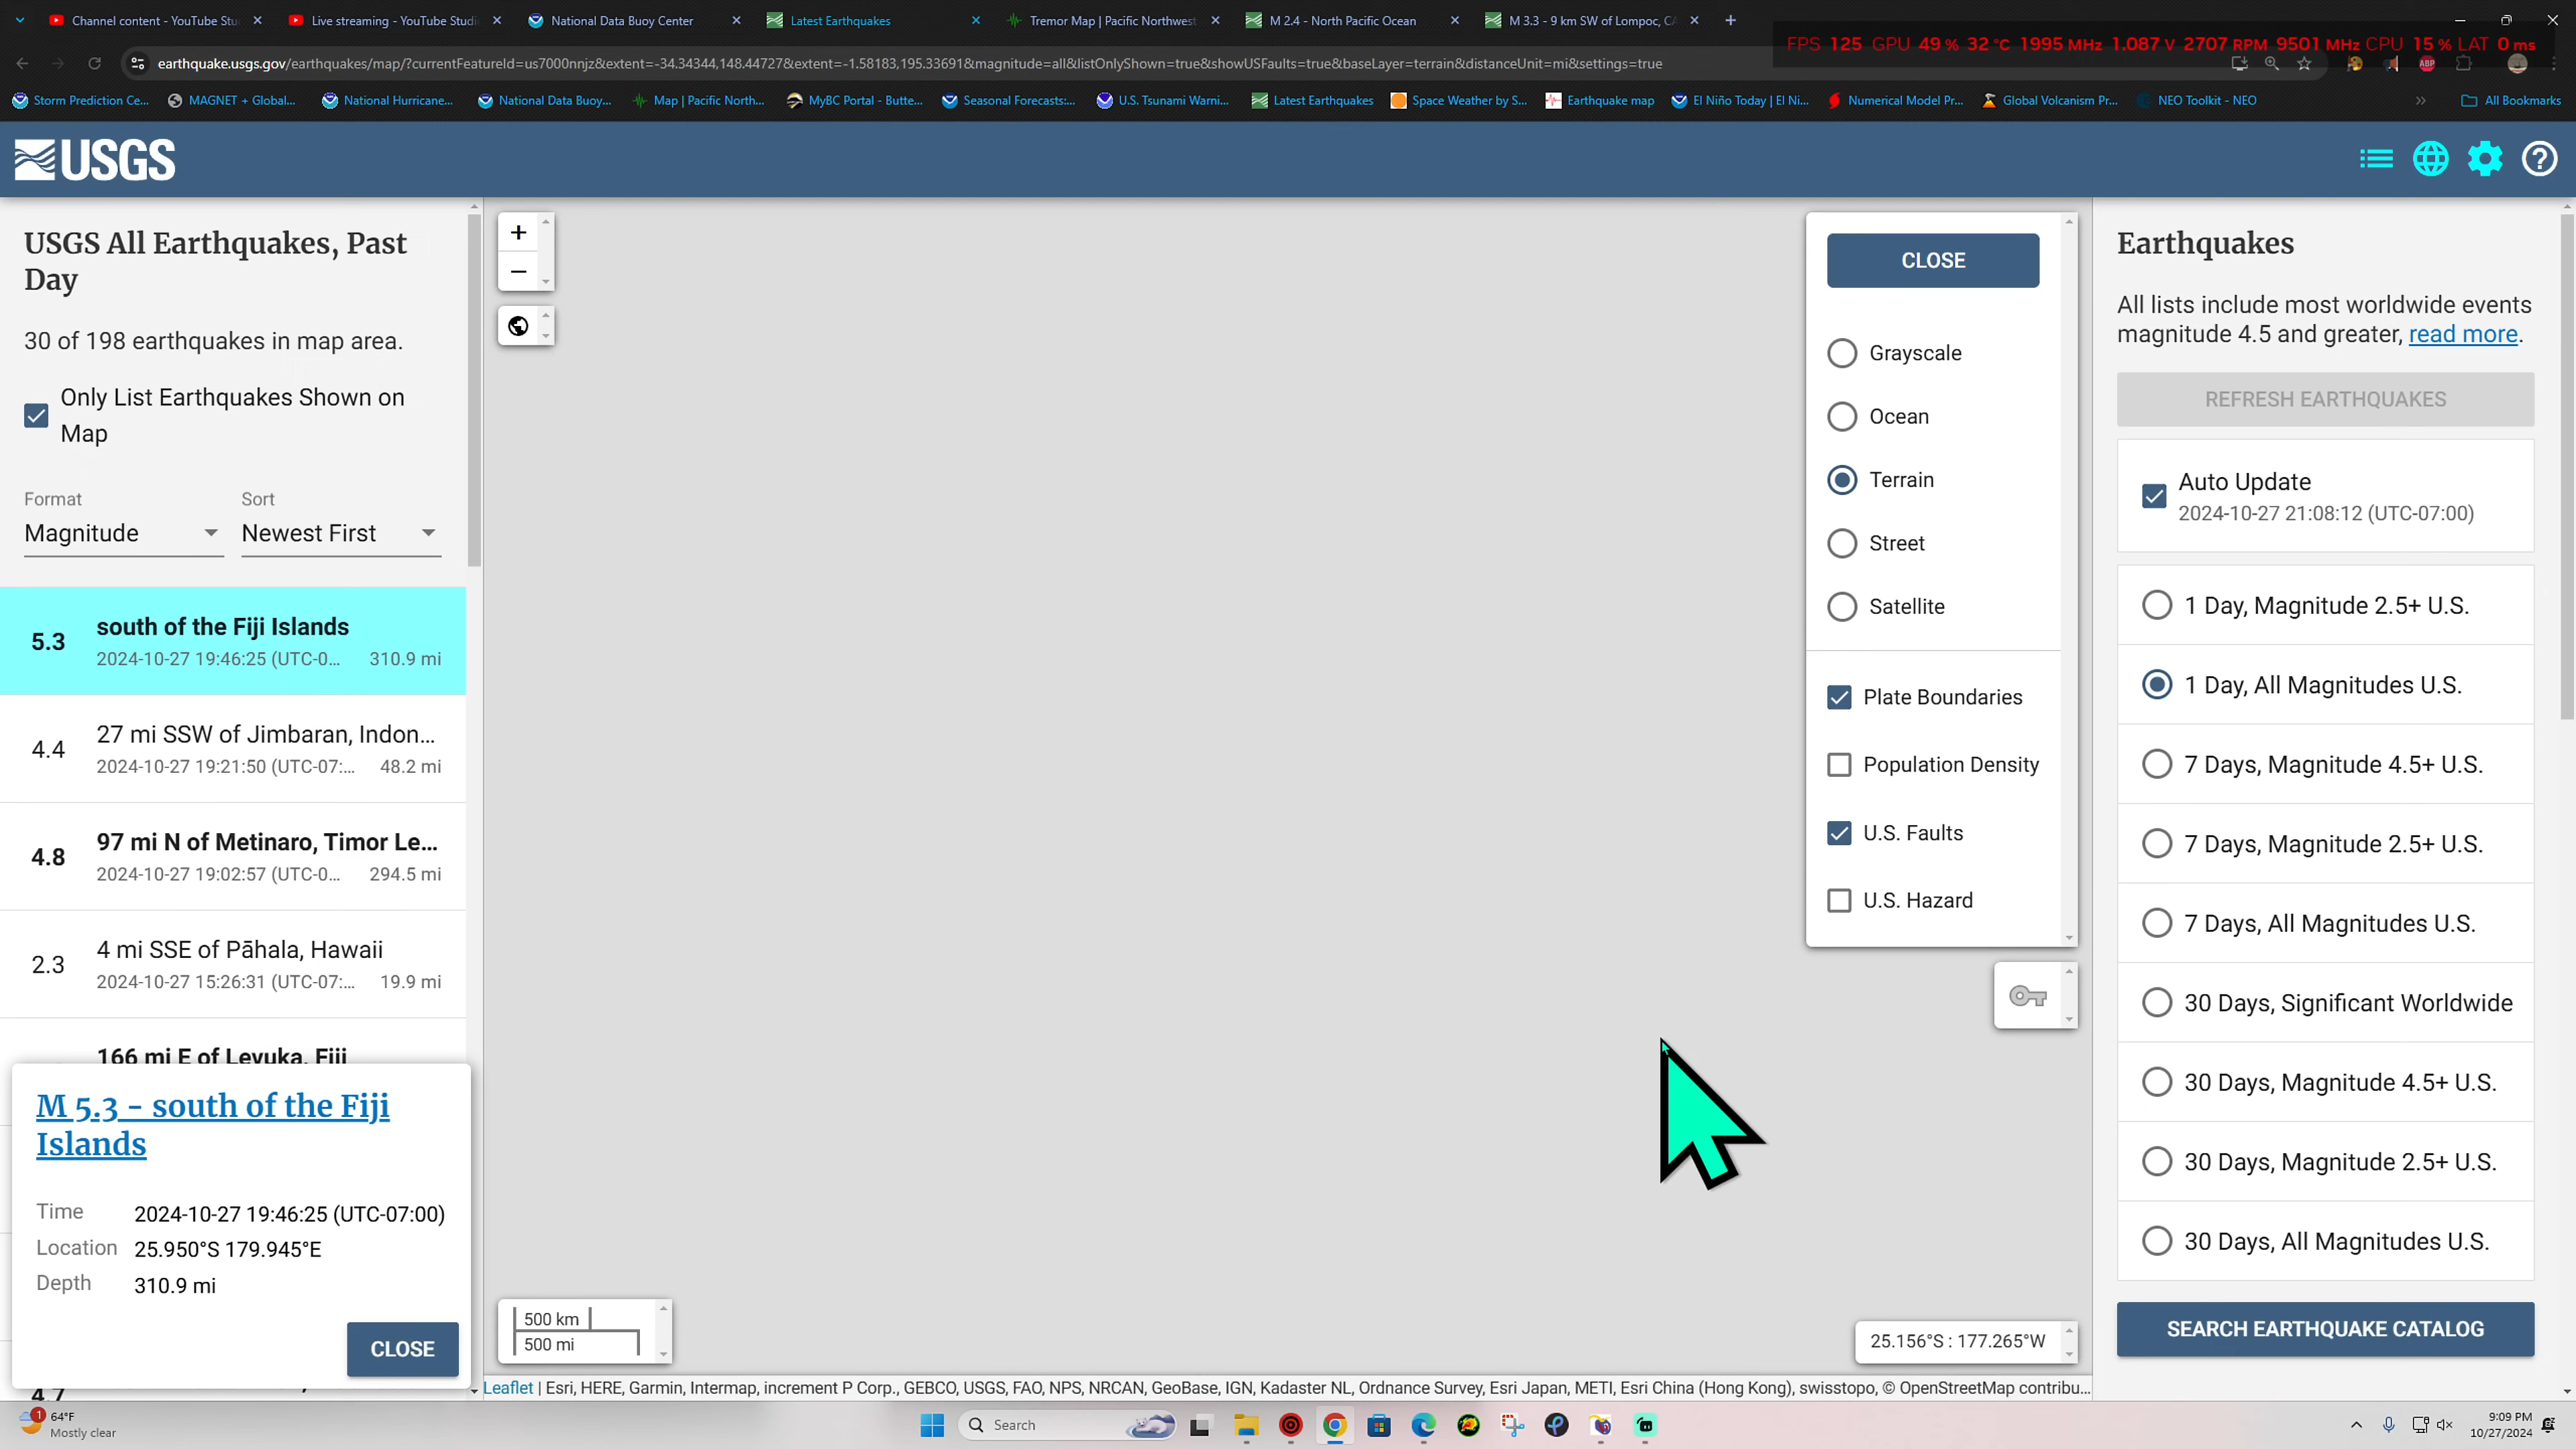 Channel content - YouTube Stu
Live streaming - YouTube Studi
National Data Buoy Center
Latest Earthquakes
Tremor Map | Pacific Northwest
M 2.4 - North Pacific Ocean
M 3.3 - 9 km SW of Lompoc, CA
FPS 125 GPU 49 % 32 °C 1995 MHz 1.087 V 2707 RPM 9501 MHz CPU 15 % LAT 0 ms
earthquake.usgs.gov/earthquakes/map/?currentFeatureId=us7000nnjz&extent=-34.34344,148.44727&extent=-1.58183,195.33691&magnitude=all&listOnlyShown=true&showUSFaults=true&baseLayer=terrain&distanceUnit=mi&settings=true
ABP
Storm Prediction Ce...
MAGNET + Global...
National Hurricane...
National Data Buoy...
Map | Pacific North...
MyBC Portal - Butte...
Seasonal Forecasts:...
U.S. Tsunami Warni...
Latest Earthquakes
Space Weather by S...
Earthquake map
El Niño Today | El Ni...
Numerical Model Pr...
Global Volcanism Pr...
NEO Toolkit - NEO
All Bookmarks
USGS
USGS All Earthquakes, Past
Day
30 of 198 earthquakes in map area.
Only List Earthquakes Shown on
Map
Format
Magnitude
Sort
Newest First
5.3
south of the Fiji Islands
2024-10-27 19:46:25 (UTC-0... 310.9 mi
4.4
27 mi SSW of Jimbaran, Indon...
2024-10-27 19:21:50 (UTC-07:... 48.2 mi
4.8
97 mi N of Metinaro, Timor Le...
2024-10-27 19:02:57 (UTC-0... 294.5 mi
2.3
4 mi SSE of Pāhala, Hawaii
2024-10-27 15:26:31 (UTC-07:... 19.9 mi
166 mi E of Levuka, Fiji
M 5.3 - south of the Fiji
Islands
Time 2024-10-27 19:46:25 (UTC-07:00)
Location 25.950°S 179.945°E
Depth 310.9 mi
CLOSE
4.7
+
−
500 km
500 mi
CLOSE
Grayscale
Ocean
Terrain
Street
Satellite
Plate Boundaries
Population Density
U.S. Faults
U.S. Hazard
25.156°S : 177.265°W
Leaflet | Esri, HERE, Garmin, Intermap, increment P Corp., GEBCO, USGS, FAO, NPS, NRCAN, GeoBase, IGN, Kadaster NL, Ordnance Survey, Esri Japan, METI, Esri China (Hong Kong), swisstopo, © OpenStreetMap contribu...
Earthquakes
All lists include most worldwide events
magnitude 4.5 and greater, read more.
REFRESH EARTHQUAKES
Auto Update
2024-10-27 21:08:12 (UTC-07:00)
1 Day, Magnitude 2.5+ U.S.
1 Day, All Magnitudes U.S.
7 Days, Magnitude 4.5+ U.S.
7 Days, Magnitude 2.5+ U.S.
7 Days, All Magnitudes U.S.
30 Days, Significant Worldwide
30 Days, Magnitude 4.5+ U.S.
30 Days, Magnitude 2.5+ U.S.
30 Days, All Magnitudes U.S.
SEARCH EARTHQUAKE CATALOG
1
64°F
Mostly clear
Search
9:09 PM
10/27/2024